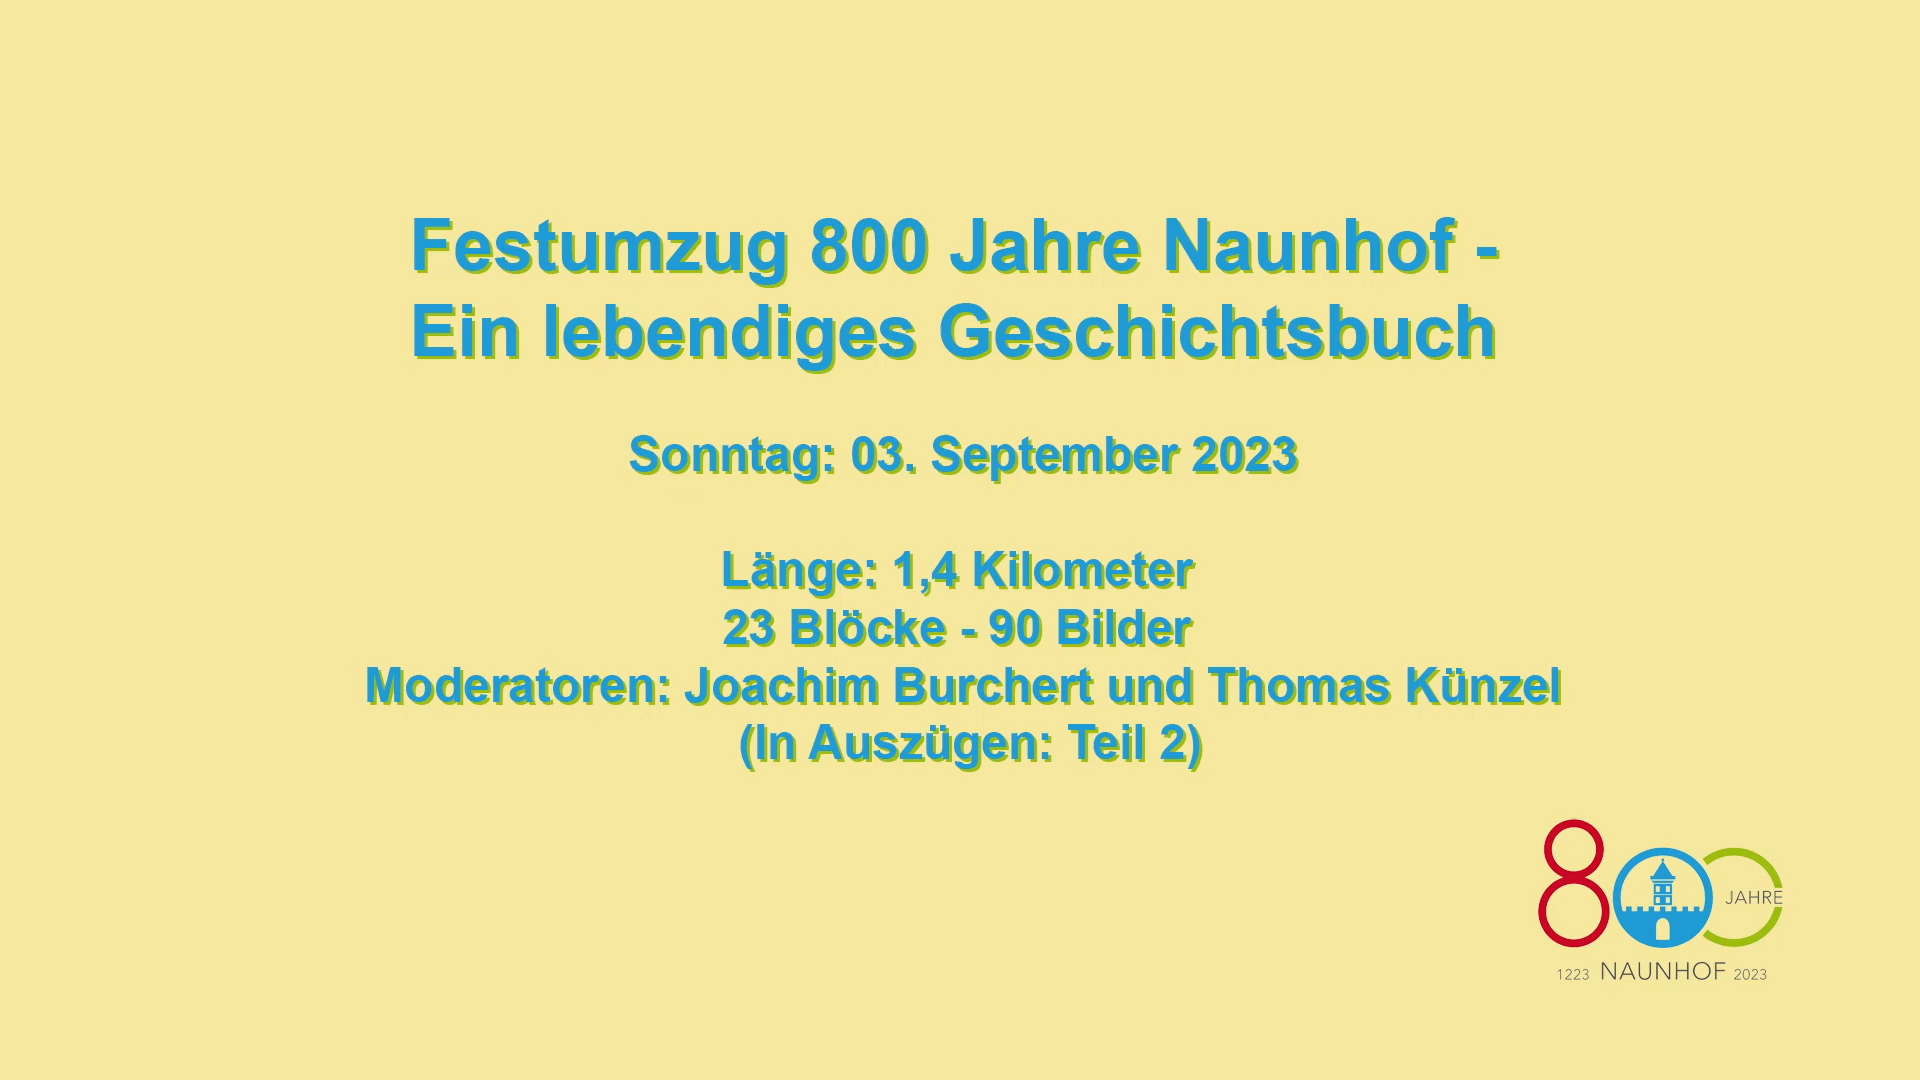 Festumzug 800 Jahre Naunhof -
Ein lebendiges Geschichtsbuch
Sonntag: 03. September 2023
Länge: 1,4 Kilometer
23 Blöcke - 90 Bilder
Moderatoren: Joachim Burchert und Thomas Künzel
(In Auszügen: Teil 2)
800 JAHRE
1223 NAUNHOF 2023